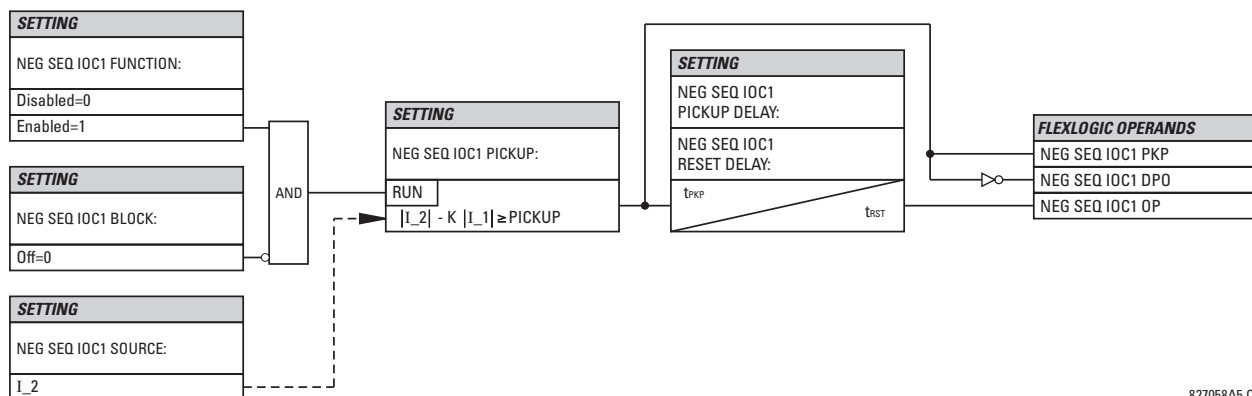 SETTING
NEG SEQ IOC1 FUNCTION:
Disabled=0
Enabled=1
SETTING
NEG SEQ IOC1 BLOCK:
Off=0
SETTING
NEG SEQ IOC1 SOURCE:
I_2
AND
SETTING
NEG SEQ IOC1 PICKUP:
RUN
|I_2| - K |I_1| ≥ PICKUP
SETTING
NEG SEQ IOC1
PICKUP DELAY:
NEG SEQ IOC1
RESET DELAY:
tPKP
tRST
FLEXLOGIC OPERANDS
NEG SEQ IOC1 PKP
NEG SEQ IOC1 DPO
NEG SEQ IOC1 OP